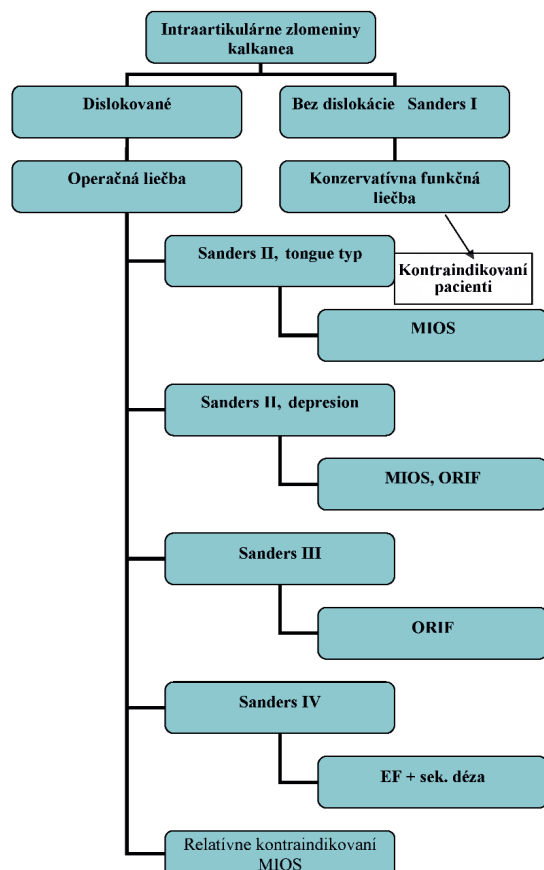 Intraartikulárne zlomeniny
kalkanea
Dislokované
Bez dislokácie Sanders I
Operačná liečba
Konzervatívna funkčná
liečba
Sanders II, tongue typ
Kontraindikovaní
pacienti
MIOS
Sanders II, depresion
MIOS, ORIF
Sanders III
ORIF
Sanders IV
EF + sek. déza
Relatívne kontraindikovaní
MIOS